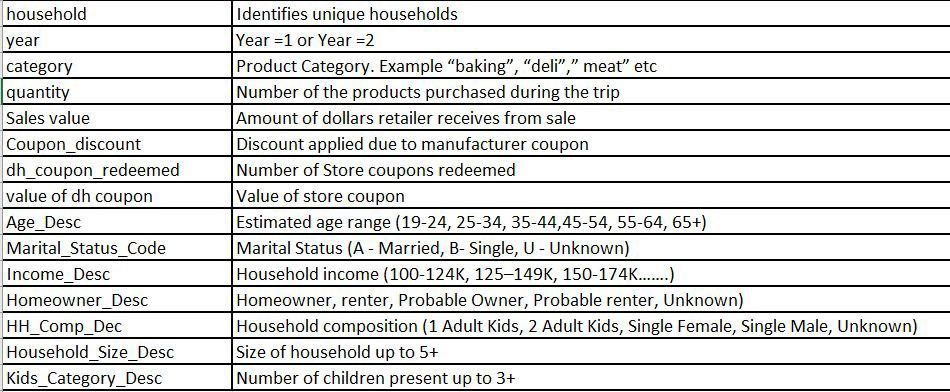 household Identifies unique households
year Year =1 or Year =2
category Product Category. Example “baking”, “deli”,” meat” etc
quantity Number of the products purchased during the trip
Sales value Amount of dollars retailer receives from sale
Coupon_discount Discount applied due to manufacturer coupon
dh_coupon_redeemed Number of Store coupons redeemed
value of dh coupon Value of store coupon
Age_Desc Estimated age range (19-24, 25-34, 35-44,45-54, 55-64, 65+)
Marital_Status_Code Marital Status (A - Married, B- Single, U - Unknown)
Income_Desc Household income (100-124K, 125–149K, 150-174K.......)
Homeowner_Desc Homeowner, renter, Probable Owner, Probable renter, Unknown)
HH_Comp_Dec Household composition (1 Adult Kids, 2 Adult Kids, Single Female, Single Male, Unknown)
Household_Size_Desc Size of household up to 5+
Kids_Category_Desc Number of children present up to 3+